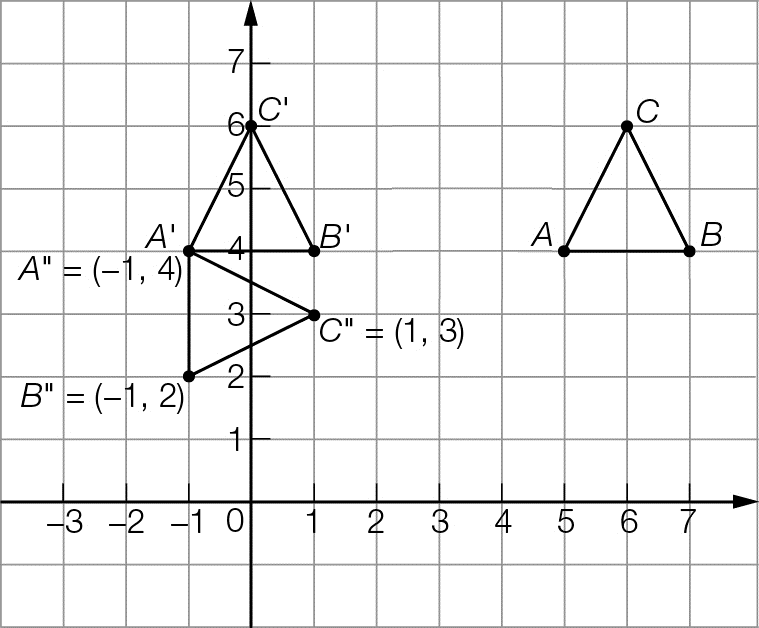 7
C'
6
C
5
A'
B'
A
B
4
A" = (−1, 4)
3
C" = (1, 3)
2
B" = (−1, 2)
1
−3 −2 −1 0 1 2 3 4 5 6 7